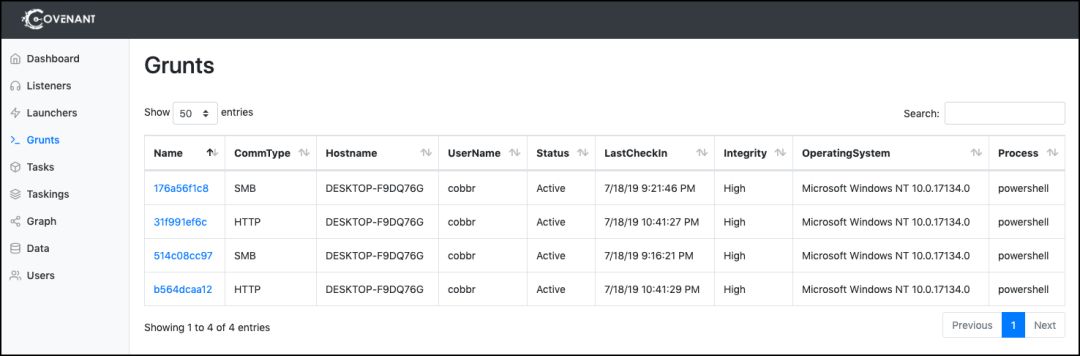 COVENANT
Dashboard
Listeners
Launchers
Grunts
Tasks
Taskings
Graph
Data
Users
Grunts
Show 50 entries Search:
Name CommType Hostname UserName Status LastCheckIn Integrity OperatingSystem Process
176a56f1c8 SMB DESKTOP-F9DQ76G cobbr Active 7/18/19 9:21:46 PM High Microsoft Windows NT 10.0.17134.0 powershell
31f991ef6c HTTP DESKTOP-F9DQ76G cobbr Active 7/18/19 10:41:27 PM High Microsoft Windows NT 10.0.17134.0 powershell
514c08cc97 SMB DESKTOP-F9DQ76G cobbr Active 7/18/19 9:16:21 PM High Microsoft Windows NT 10.0.17134.0 powershell
b564dcaa12 HTTP DESKTOP-F9DQ76G cobbr Active 7/18/19 10:41:29 PM High Microsoft Windows NT 10.0.17134.0 powershell
Showing 1 to 4 of 4 entries Previous 1 Next